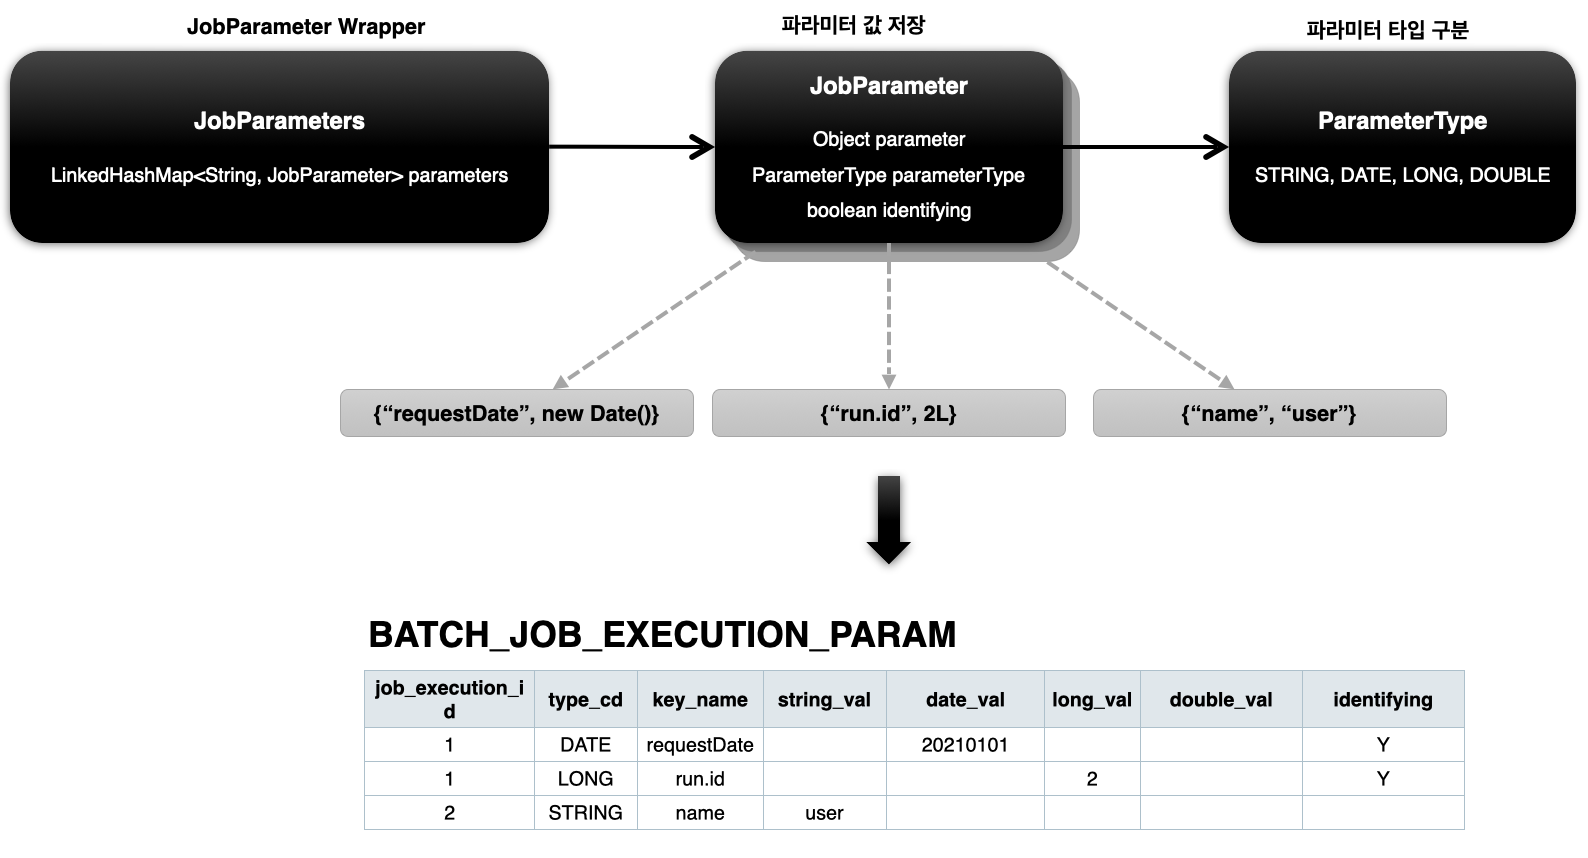 JobParameter Wrapper
파라미터 값 저장
파라미터 타입 구분
JobParameters
LinkedHashMap<String, JobParameter> parameters
JobParameter
Object parameter
ParameterType parameterType
boolean identifying
ParameterType
STRING, DATE, LONG, DOUBLE
{“requestDate”, new Date()}
{“run.id”, 2L}
{“name”, “user”}
BATCH_JOB_EXECUTION_PARAM
job_execution_i
d
type_cd key_name string_val date_val long_val double_val identifying
1 DATE requestDate 20210101 Y
1 LONG run.id 2 Y
2 STRING name user